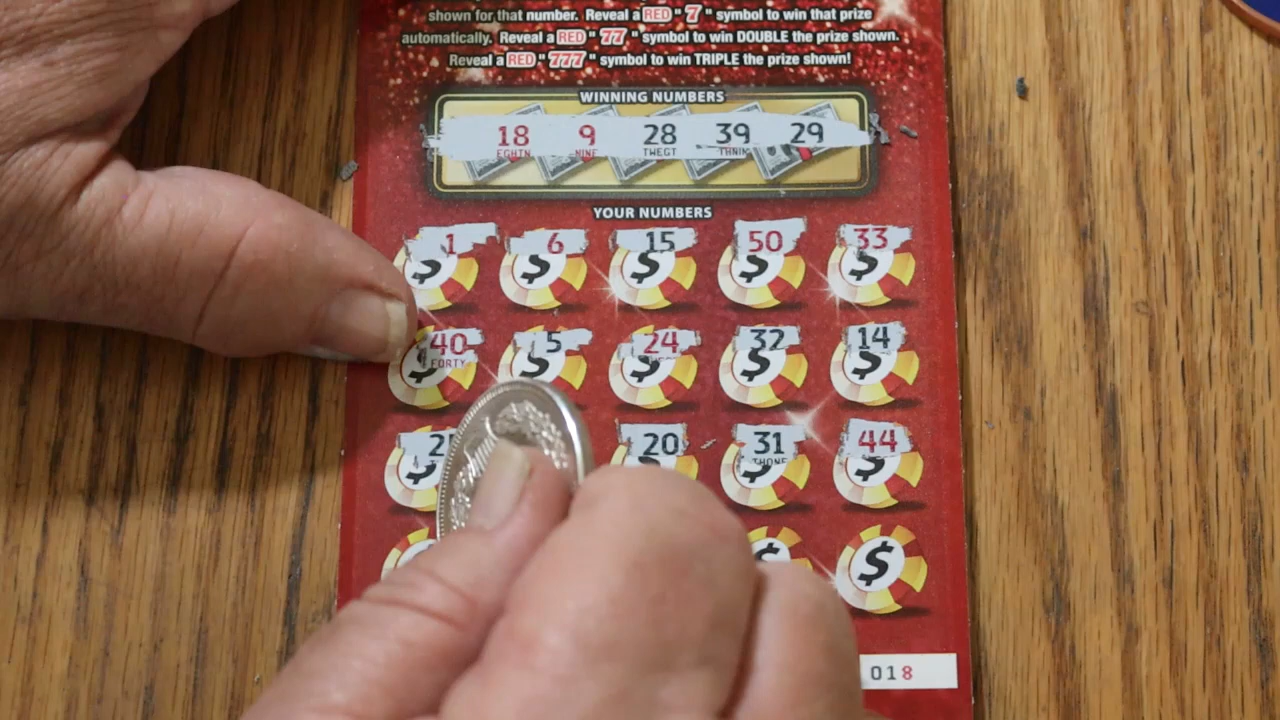 shown for that number. Reveal a RED "7" symbol to win that prize
automatically. Reveal a RED "77" symbol to win DOUBLE the prize shown.
Reveal a RED "777" symbol to win TRIPLE the prize shown!
WINNING NUMBERS
18 9 28 39 29
EGHTN NINE TWEGT THNIN
YOUR NUMBERS
1 6 15 50 33
$ $ $ $ $
40 5 24 32 14
FORTY
$ $ $ $ $
20 31 44
THONE
$ $ $ $
$ $
018